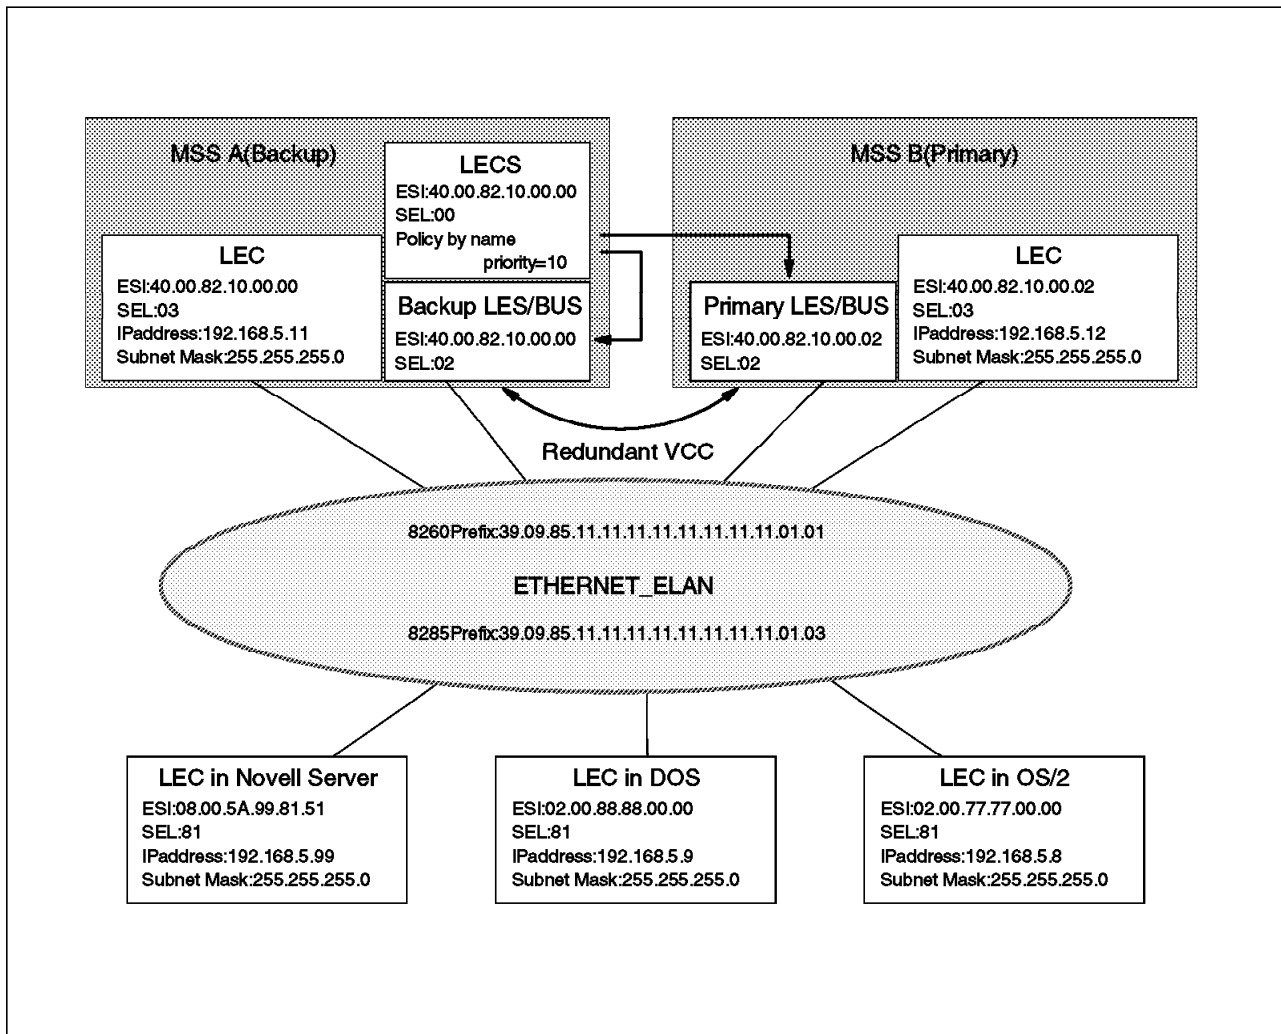 MSS A(Backup)
LECS
ESI:40.00.82.10.00.00
SEL:00
Policy by name
priority=10
LEC
ESI:40.00.82.10.00.00
SEL:03
IPaddress:192.168.5.11
Subnet Mask:255.255.255.0
Backup LES/BUS
ESI:40.00.82.10.00.00
SEL:02
MSS B(Primary)
Primary LES/BUS
ESI:40.00.82.10.00.02
SEL:02
LEC
ESI:40.00.82.10.00.02
SEL:03
IPaddress:192.168.5.12
Subnet Mask:255.255.255.0
Redundant VCC
8260Prefix:39.09.85.11.11.11.11.11.11.11.11.01.01
ETHERNET_ELAN
8285Prefix:39.09.85.11.11.11.11.11.11.11.11.01.03
LEC in Novell Server
ESI:08.00.5A.99.81.51
SEL:81
IPaddress:192.168.5.99
Subnet Mask:255.255.255.0
LEC in DOS
ESI:02.00.88.88.00.00
SEL:81
IPaddress:192.168.5.9
Subnet Mask:255.255.255.0
LEC in OS/2
ESI:02.00.77.77.00.00
SEL:81
IPaddress:192.168.5.8
Subnet Mask:255.255.255.0